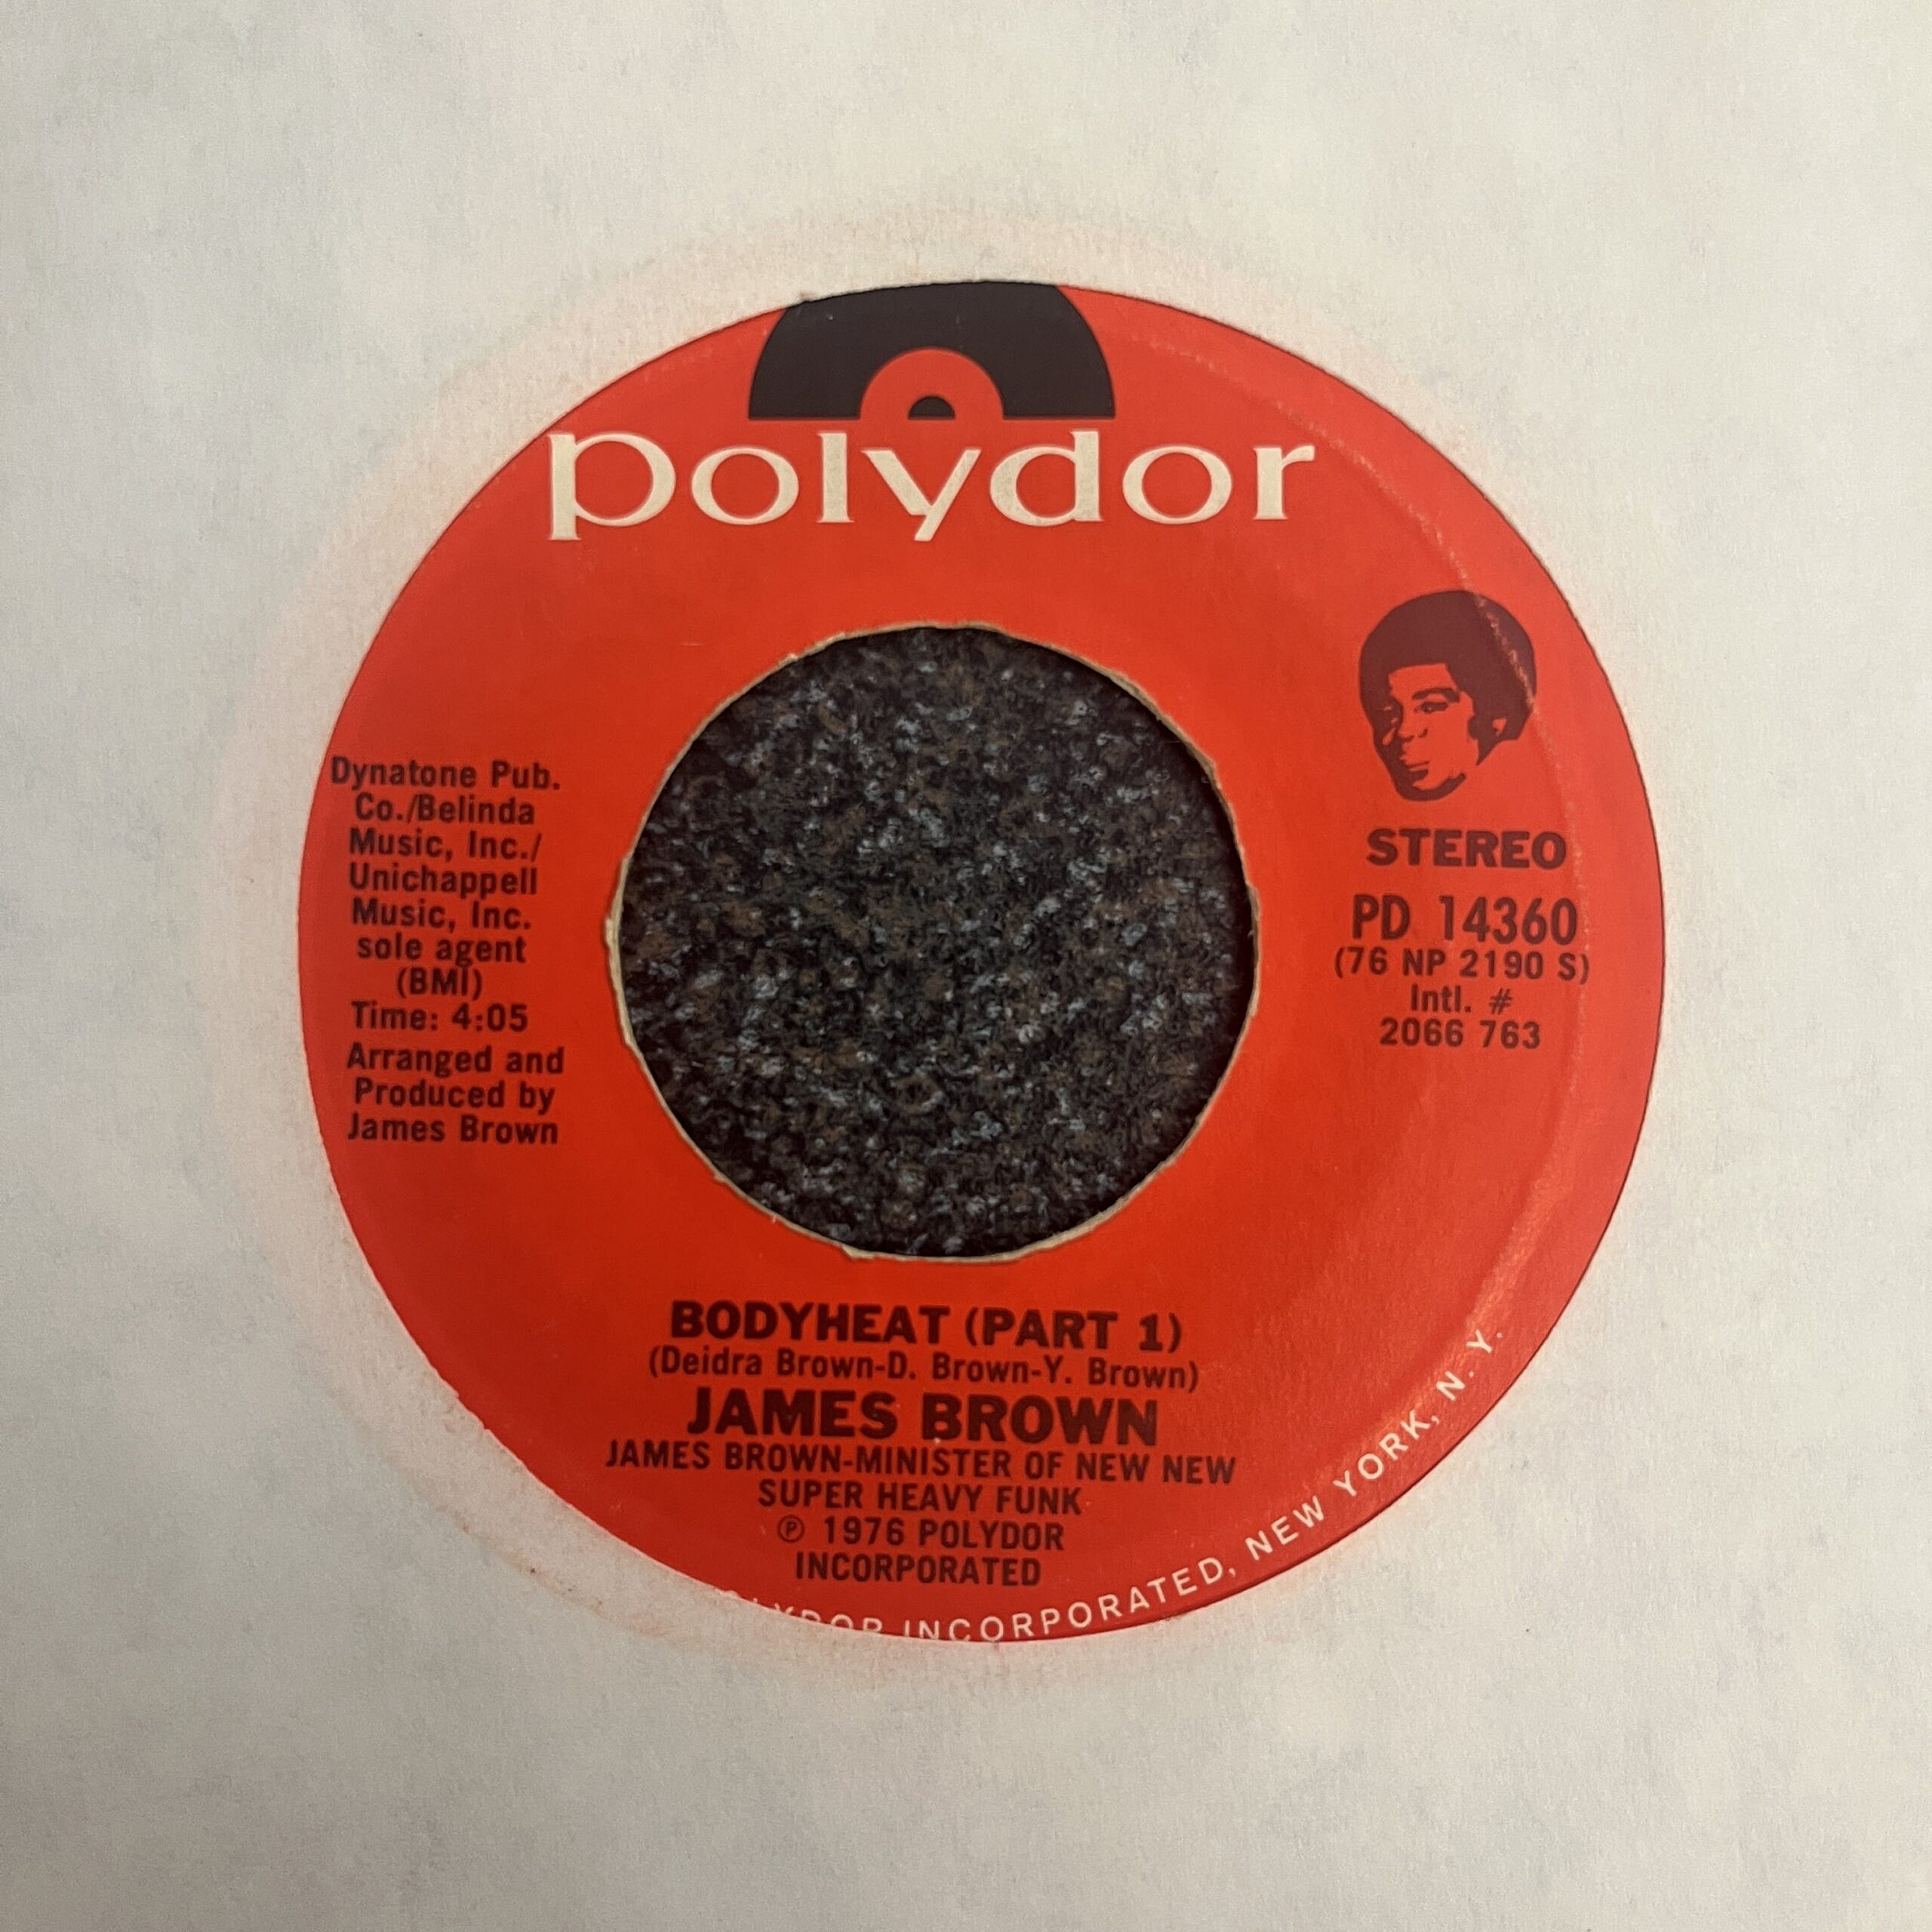 polydor
Dynatone Pub.
Co./Belinda
Music, Inc./
Unichappell
Music, Inc.
sole agent
(BMI)
Time: 4:05
Arranged and
Produced by
James Brown
STEREO
PD 14360
(76 NP 2190 S)
Intl. #
2066 763
BODYHEAT (PART 1)
(Deidra Brown-D. Brown-Y. Brown)
JAMES BROWN
JAMES BROWN-MINISTER OF NEW NEW
SUPER HEAVY FUNK
℗ 1976 POLYDOR
INCORPORATED
LYDOR INCORPORATED, NEW YORK, N.Y.